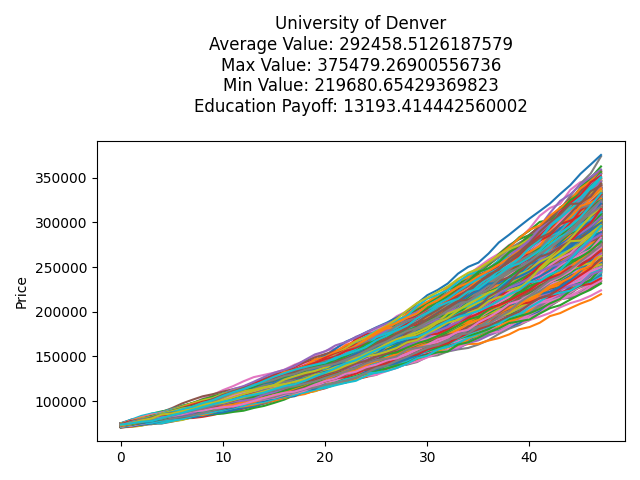 University of Denver
Average Value: 292458.5126187579
Max Value: 375479.26900556736
Min Value: 219680.65429369823
Education Payoff: 13193.414442560002
350000
300000
250000
200000
150000
100000
Price
0 10 20 30 40